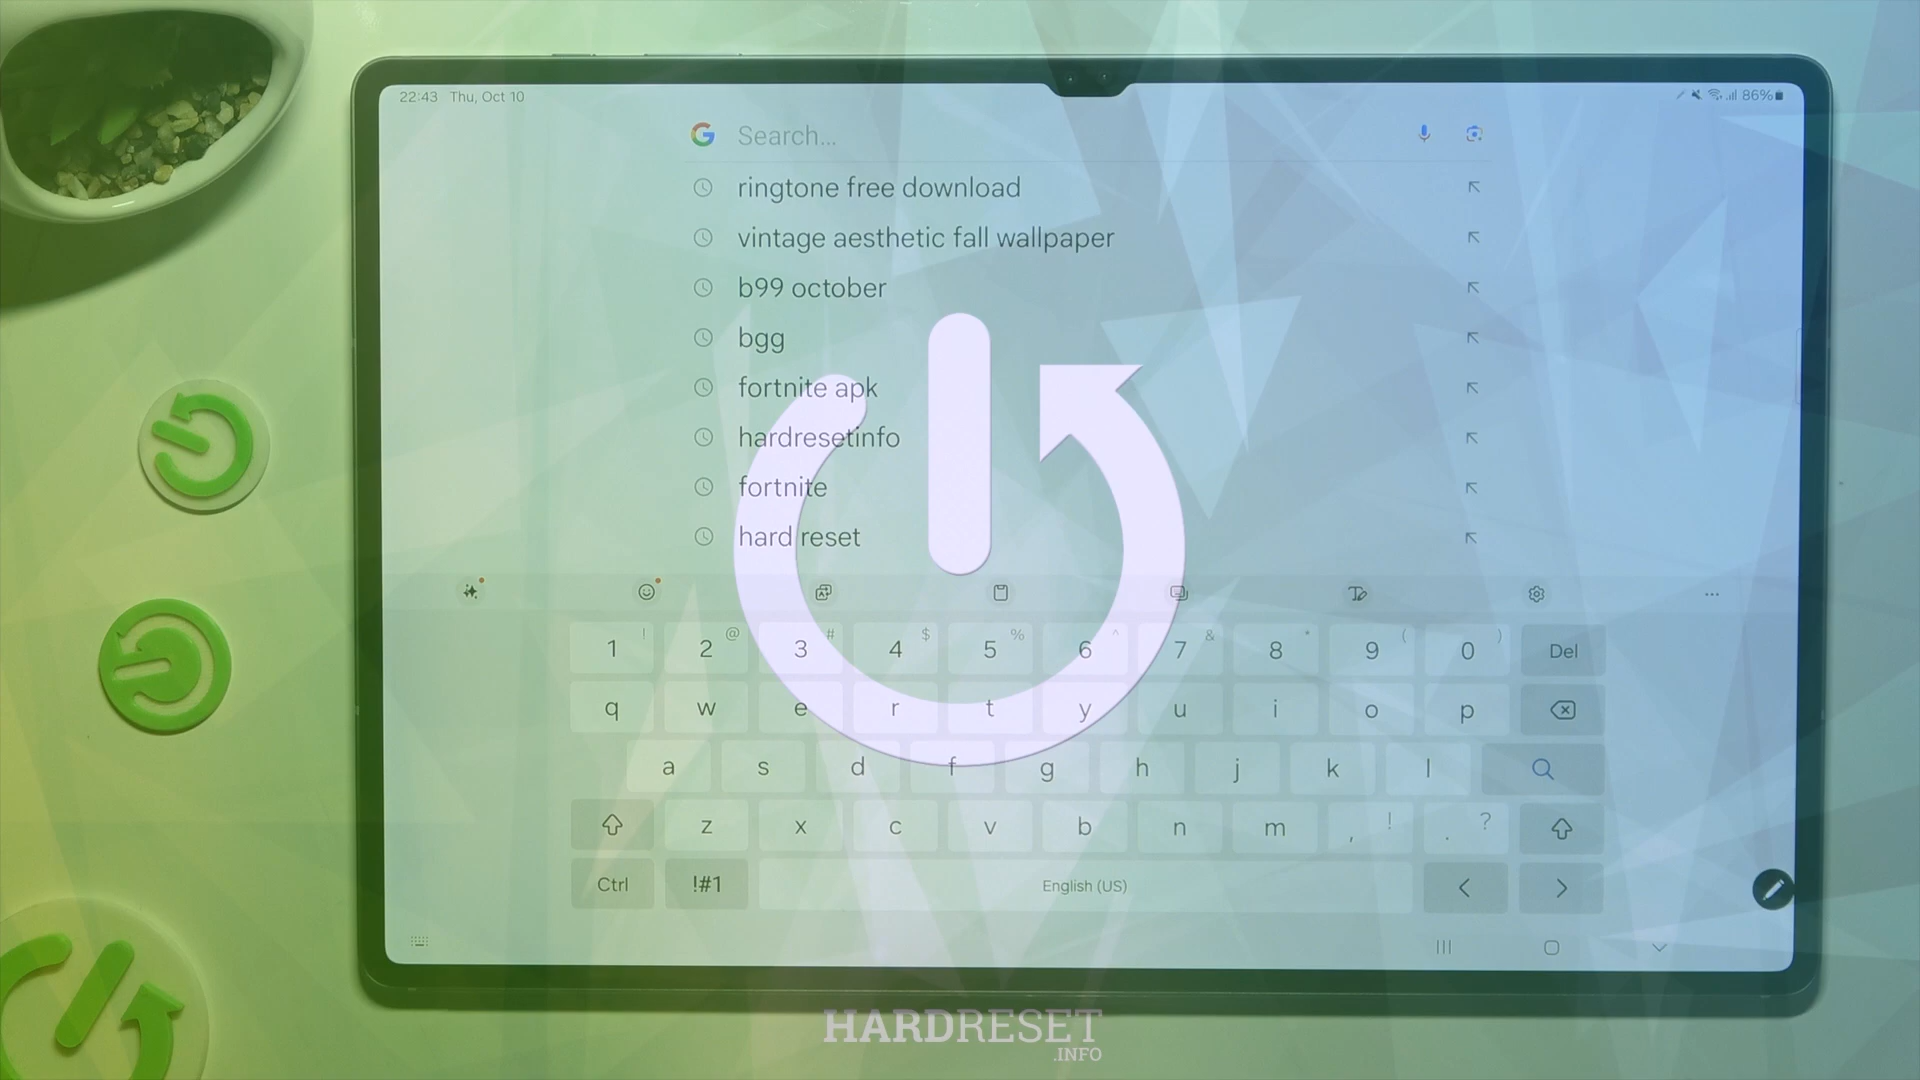 22:43 Thu, Oct 10
86%
Search...
ringtone free download
vintage aesthetic fall wallpaper
b99 october
bgg
fortnite apk
hardresetinfo
fortnite
hard reset
! @ # $ % ^ & * ( )
1 2 3 4 5 6 7 8 9 0 Del
q w e r t y u i o p
a s d f g h j k l
z x c v b n m , ! . ?
Ctrl !#1 English (US)
HARDRESET
.INFO